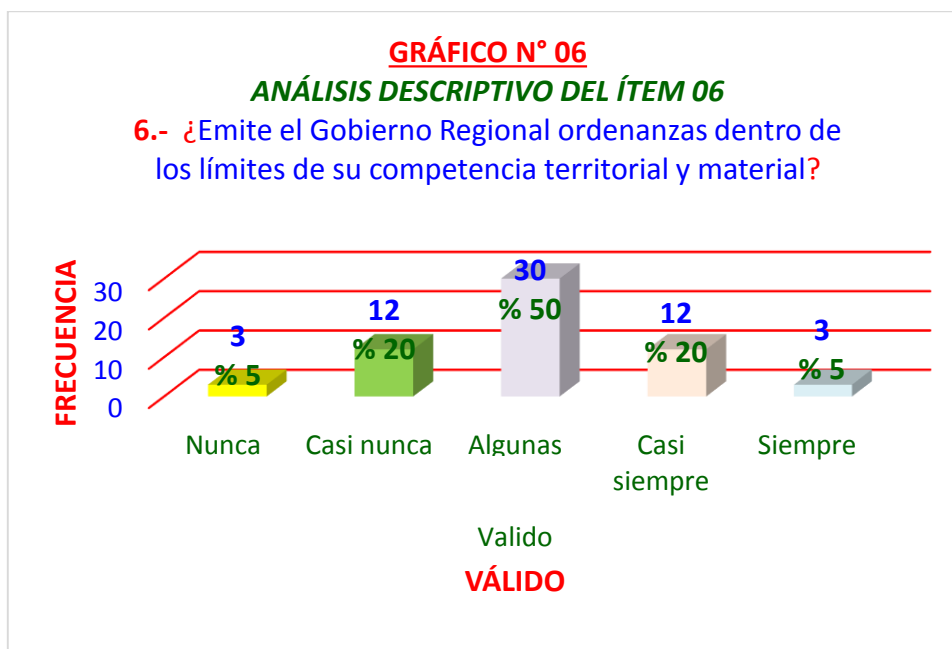 GRÁFICO N° 06
ANÁLISIS DESCRIPTIVO DEL ÍTEM 06
6.- ¿Emite el Gobierno Regional ordenanzas dentro de
los límites de su competencia territorial y material?
FRECUENCIA
30
20
10
0
3
% 5
12
% 20
30
% 50
12
% 20
3
% 5
Nunca
Casi nunca
Algunas
Casi
siempre
Siempre
Valido
VÁLIDO